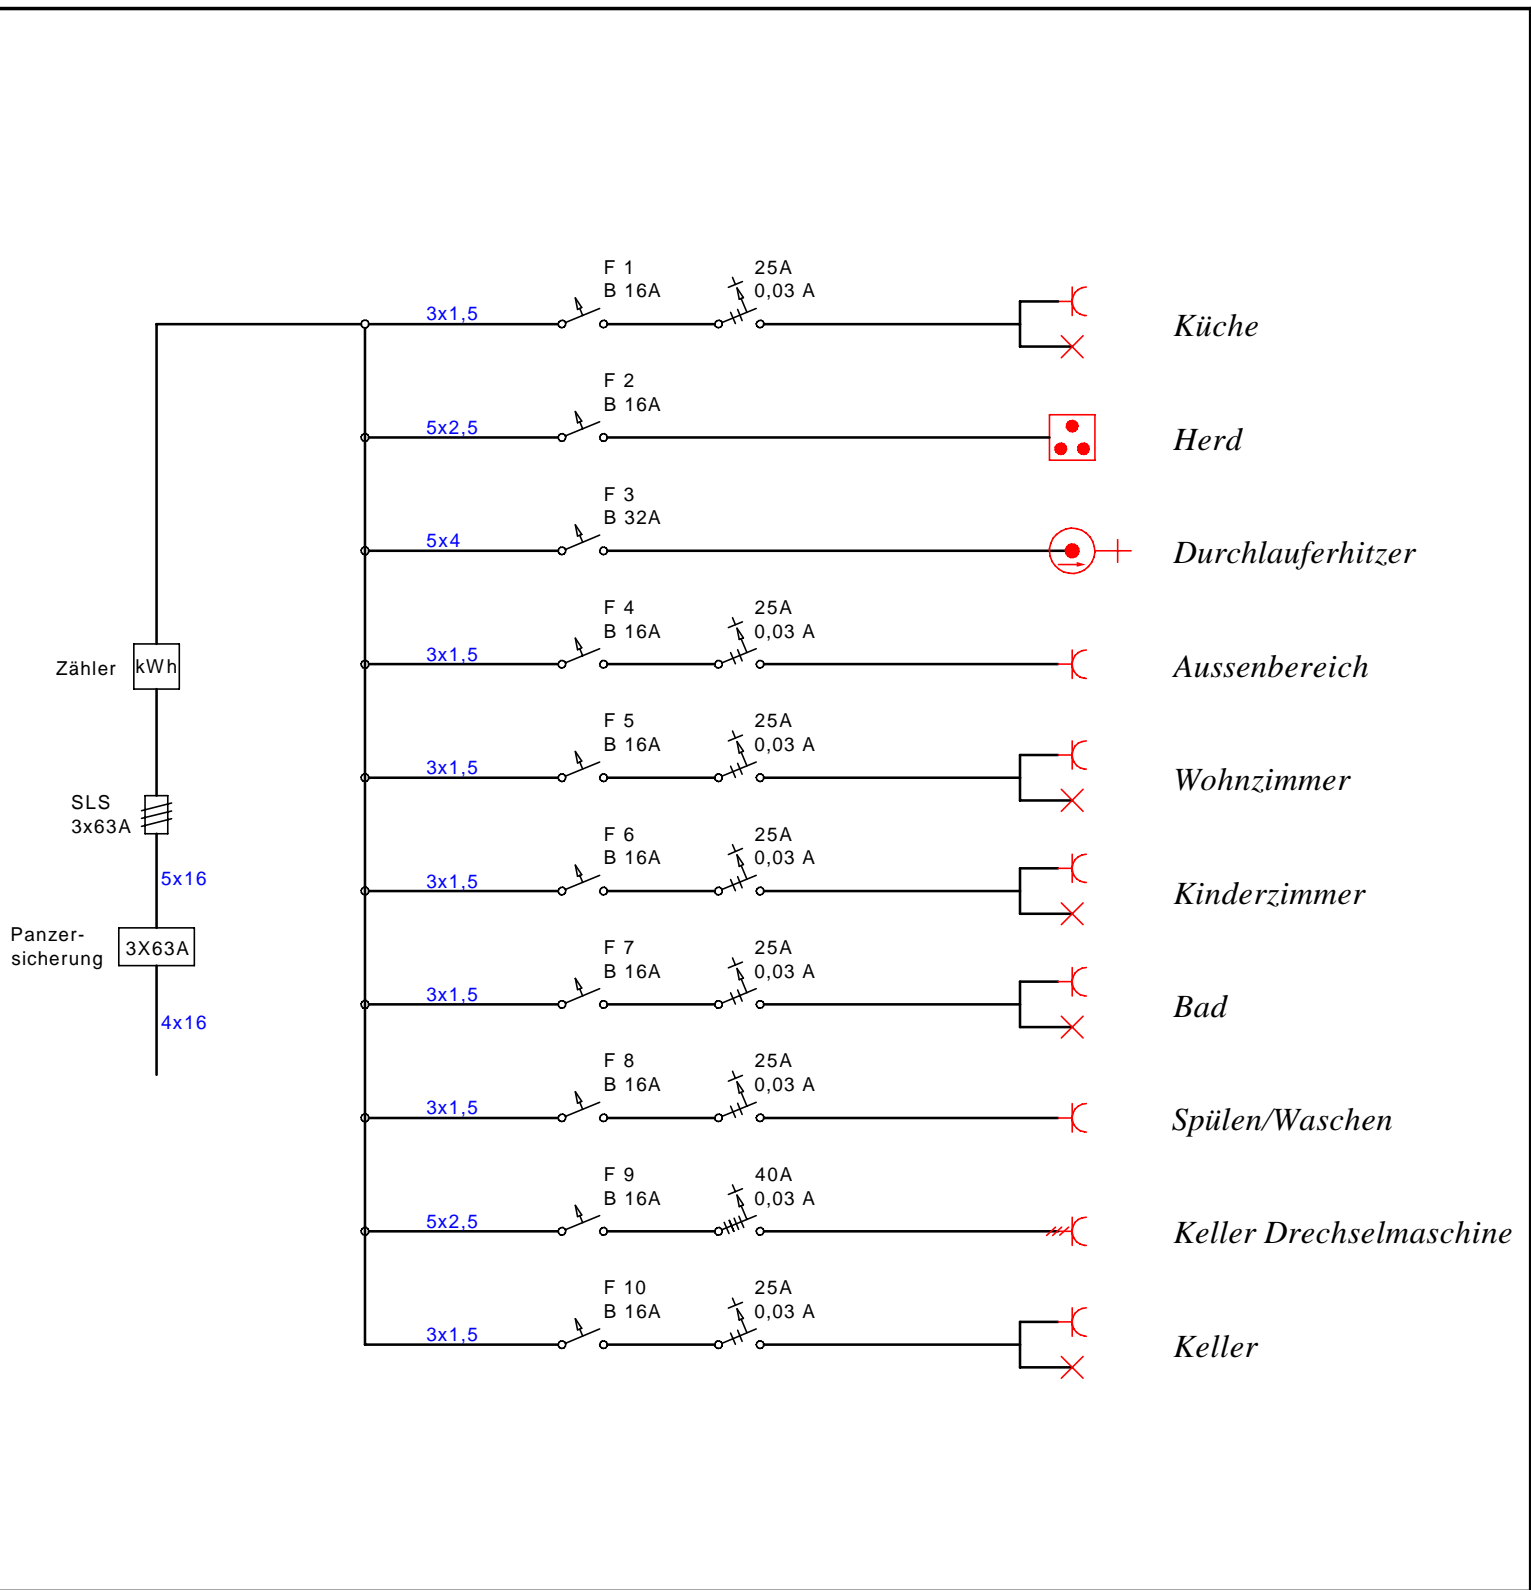 F 1
B 16A
25A
0,03 A
3x1,5
Küche
F 2
B 16A
5x2,5
Herd
F 3
B 32A
5x4
Durchlauferhitzer
F 4
B 16A
25A
0,03 A
3x1,5
Aussenbereich
Zähler
kWh
F 5
B 16A
25A
0,03 A
3x1,5
Wohnzimmer
SLS
3x63A
F 6
B 16A
25A
0,03 A
3x1,5
Kinderzimmer
5x16
Panzer-
sicherung
3X63A
F 7
B 16A
25A
0,03 A
3x1,5
Bad
4x16
F 8
B 16A
25A
0,03 A
3x1,5
Spülen/Waschen
F 9
B 16A
40A
0,03 A
5x2,5
Keller Drechselmaschine
F 10
B 16A
25A
0,03 A
3x1,5
Keller